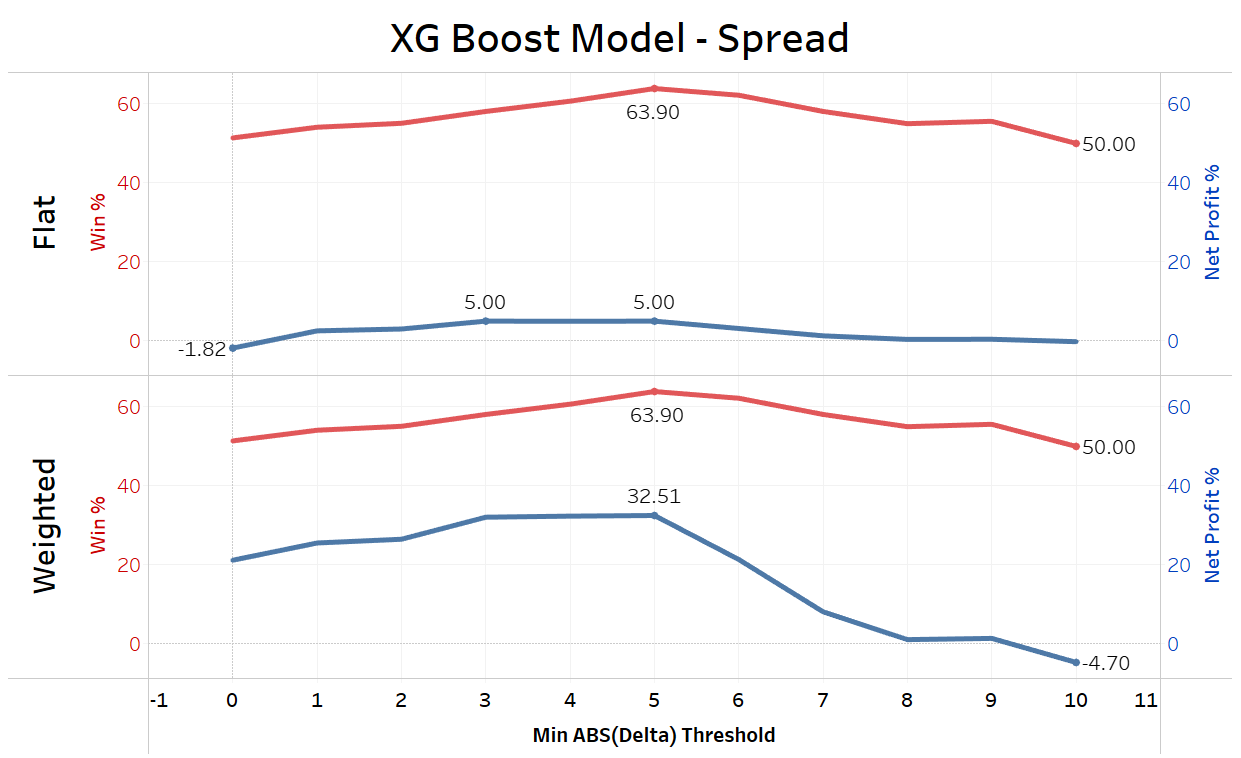 XG Boost Model - Spread
Flat
Win %
60
40
20
0
63.90
50.00
5.00
5.00
-1.82
60
40
20
0
Net Profit %
Weighted
Win %
60
40
20
0
63.90
50.00
32.51
-4.70
60
40
20
0
Net Profit %
-1 0 1 2 3 4 5 6 7 8 9 10 11
Min ABS(Delta) Threshold